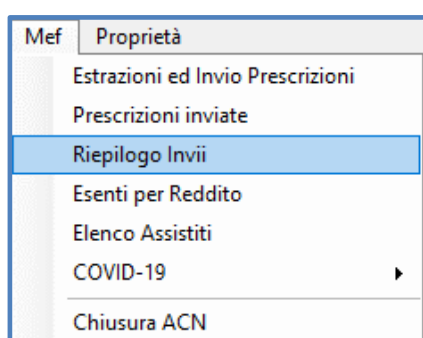 Mef Proprietà
Estrazioni ed Invio Prescrizioni
Prescrizioni inviate
Riepilogo Invii
Esenti per Reddito
Elenco Assistiti
COVID-19
Chiusura ACN